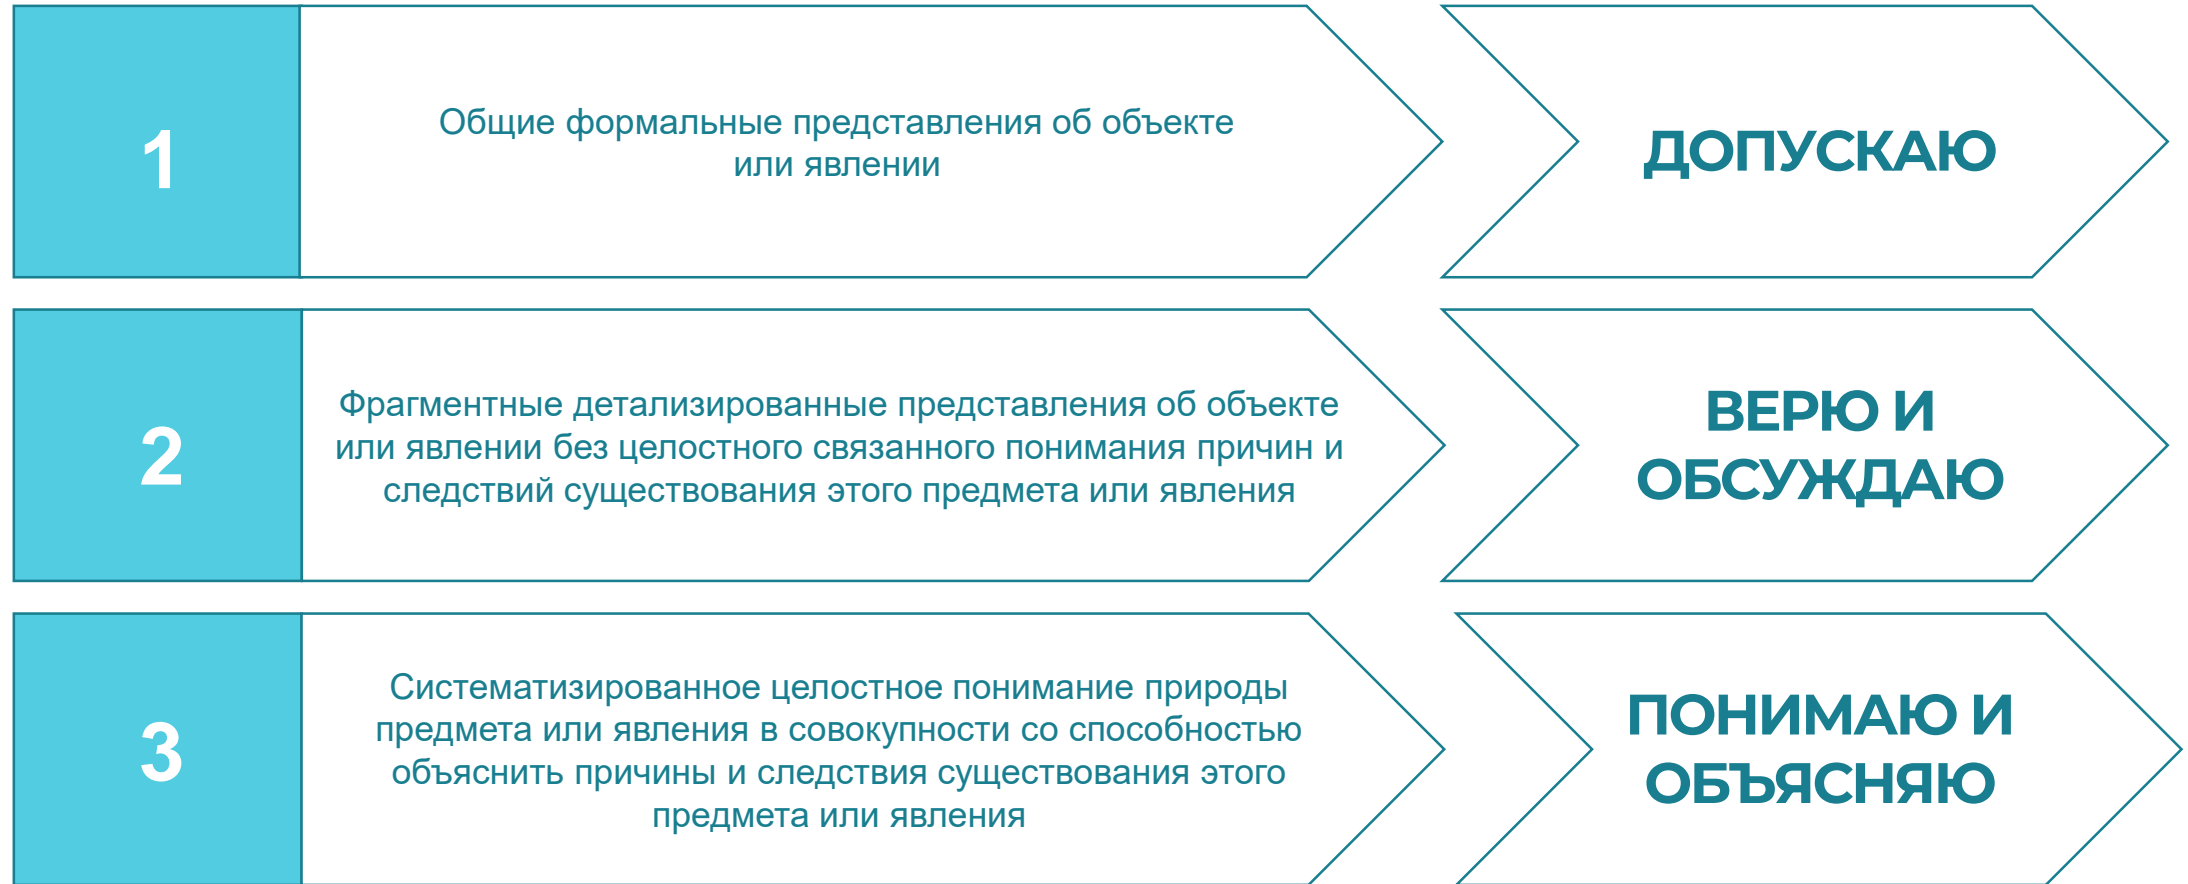 1
Общие формальные представления об объекте
или явлении
ДОПУСКАЮ
2
Фрагментные детализированные представления об объекте
или явлении без целостного связанного понимания причин и
следствий существования этого предмета или явления
ВЕРЮ И
ОБСУЖДАЮ
3
Систематизированное целостное понимание природы
предмета или явления в совокупности со способностью
объяснить причины и следствия существования этого
предмета или явления
ПОНИМАЮ И
ОБЪЯСНЯЮ